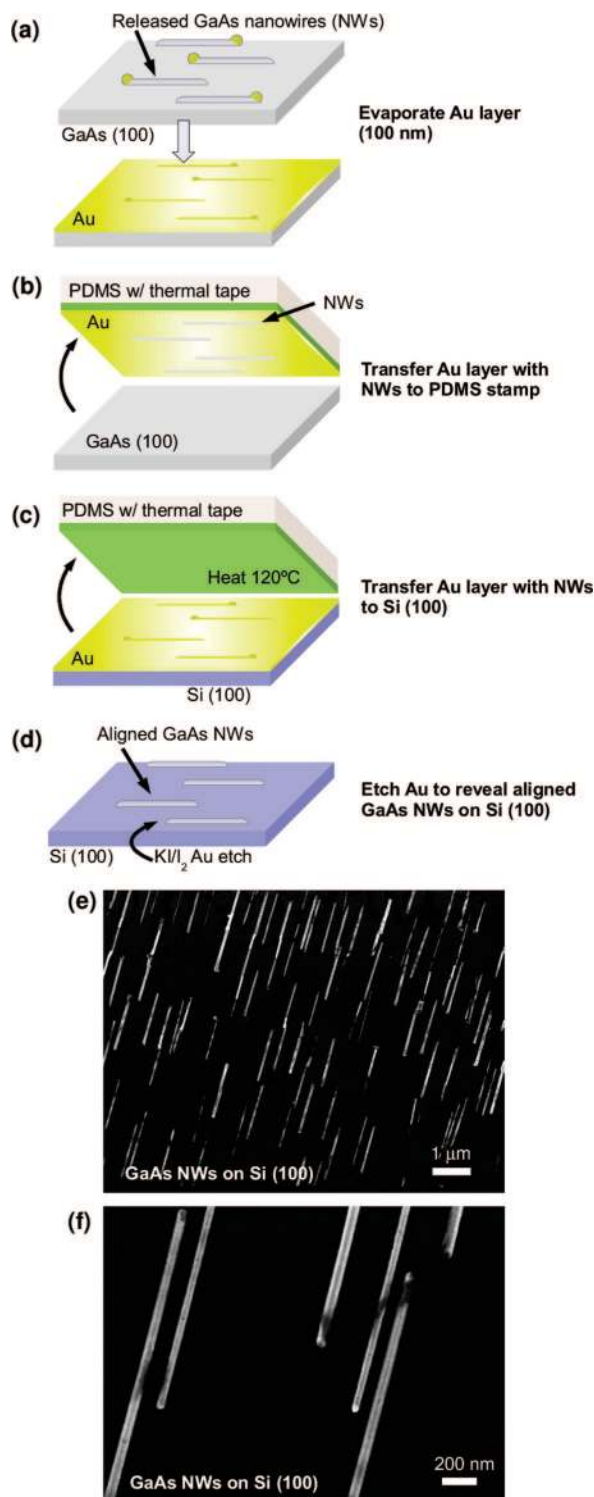 (a)
Released GaAs nanowires (NWs)
GaAs (100)
Evaporate Au layer
(100 nm)
Au
(b)
PDMS w/ thermal tape
Au
NWs
Transfer Au layer with
NWs to PDMS stamp
GaAs (100)
(c)
PDMS w/ thermal tape
Heat 120ºC
Transfer Au layer with NWs
to Si (100)
Au
Si (100)
(d)
Aligned GaAs NWs
Etch Au to reveal aligned
GaAs NWs on Si (100)
Si (100)
KI/I₂ Au etch
(e)
GaAs NWs on Si (100)
1 μm
(f)
GaAs NWs on Si (100)
200 nm